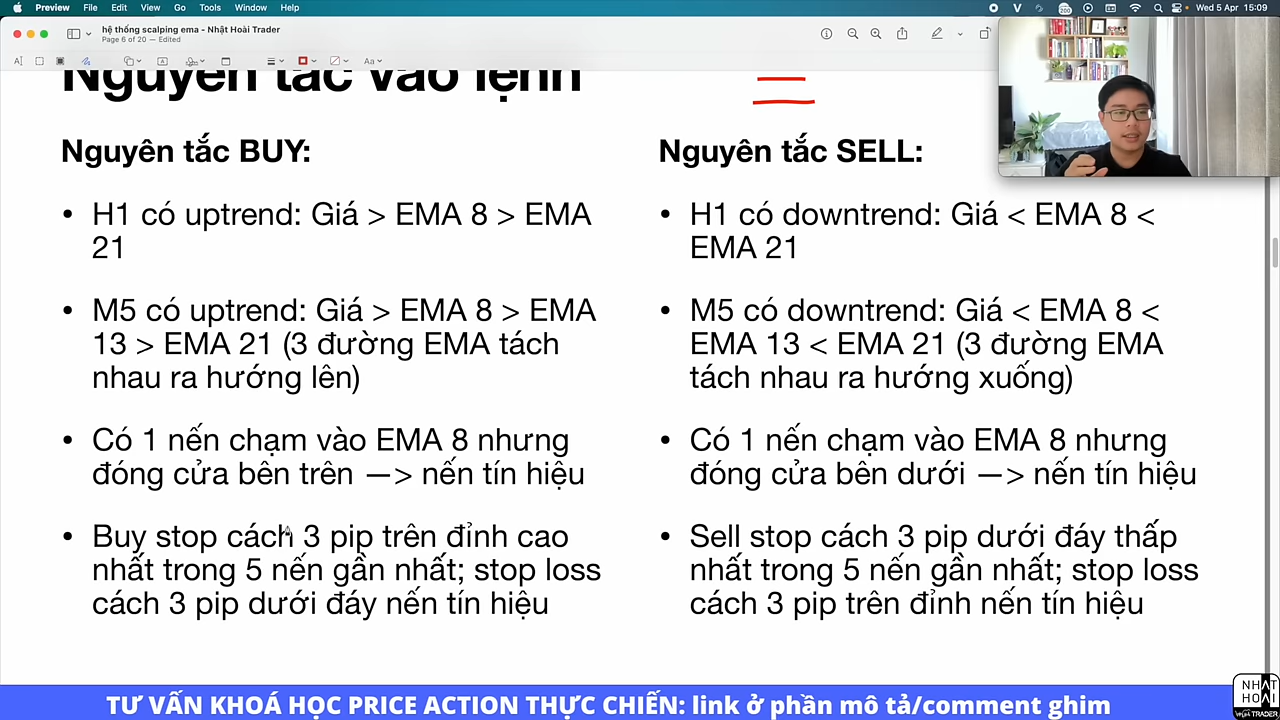 Preview File Edit View Go Tools Window Help
200
Wed 5 Apr 15:09
hệ thống scalping ema - Nhật Hoài Trader
Page 6 of 20 — Edited
Nguyên tắc vào lệnh
Nguyên tắc BUY:
• H1 có uptrend: Giá > EMA 8 > EMA
21
• M5 có uptrend: Giá > EMA 8 > EMA
13 > EMA 21 (3 đường EMA tách
nhau ra hướng lên)
• Có 1 nến chạm vào EMA 8 nhưng
đóng cửa bên trên —> nến tín hiệu
• Buy stop cách 3 pip trên đỉnh cao
nhất trong 5 nến gần nhất; stop loss
cách 3 pip dưới đáy nến tín hiệu
Nguyên tắc SELL:
• H1 có downtrend: Giá < EMA 8 <
EMA 21
• M5 có downtrend: Giá < EMA 8 <
EMA 13 < EMA 21 (3 đường EMA
tách nhau ra hướng xuống)
• Có 1 nến chạm vào EMA 8 nhưng
đóng cửa bên dưới —> nến tín hiệu
• Sell stop cách 3 pip dưới đáy thấp
nhất trong 5 nến gần nhất; stop loss
cách 3 pip trên đỉnh nến tín hiệu
TƯ VẤN KHOÁ HỌC PRICE ACTION THỰC CHIẾN: link ở phần mô tả/comment ghim
NHẬT
HOÀI
TRADER